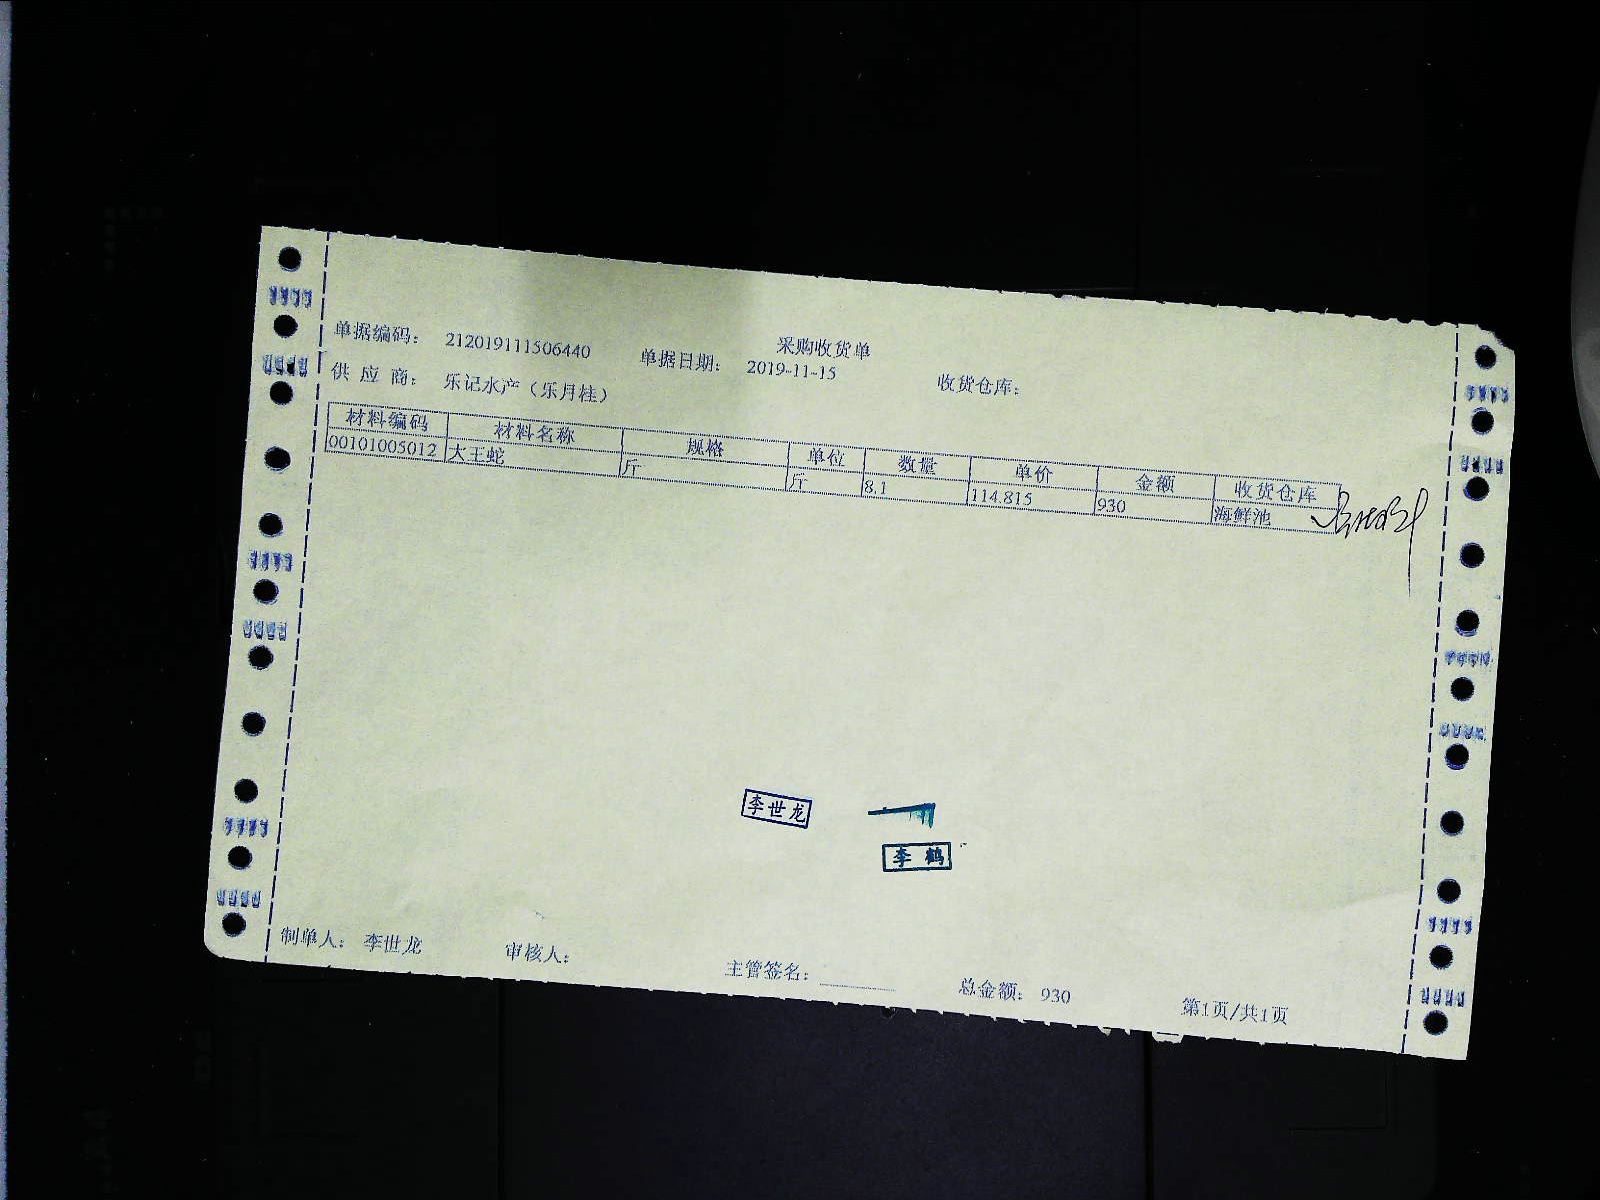 采购收货单
单据编码： 212019111506440 单据日期： 2019-11-15 收货仓库：
供 应 商： 乐记水产（乐月桂）
材料编码 材料名称 规格 单位 数量 单价 金额 收货仓库
00101005012 大王蛇 斤 斤 8.1 114.815 930 海鲜池
李世龙
李鹤
制单人： 李世龙 审核人： 主管签名： 总金额： 930 第1页/共1页